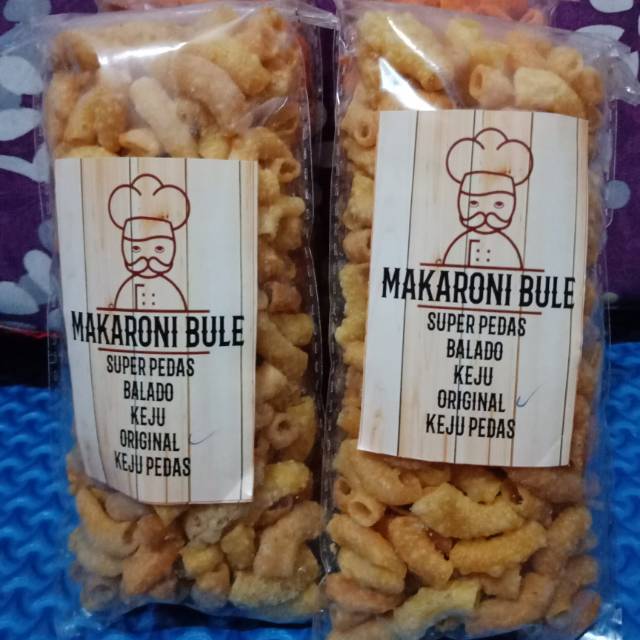 MAKARONI BULE
SUPER PEDAS
BALADO
KEJU
ORIGINAL
KEJU PEDAS
MAKARONI BULE
SUPER PEDAS
BALADO
KEJU
ORIGINAL
KEJU PEDAS